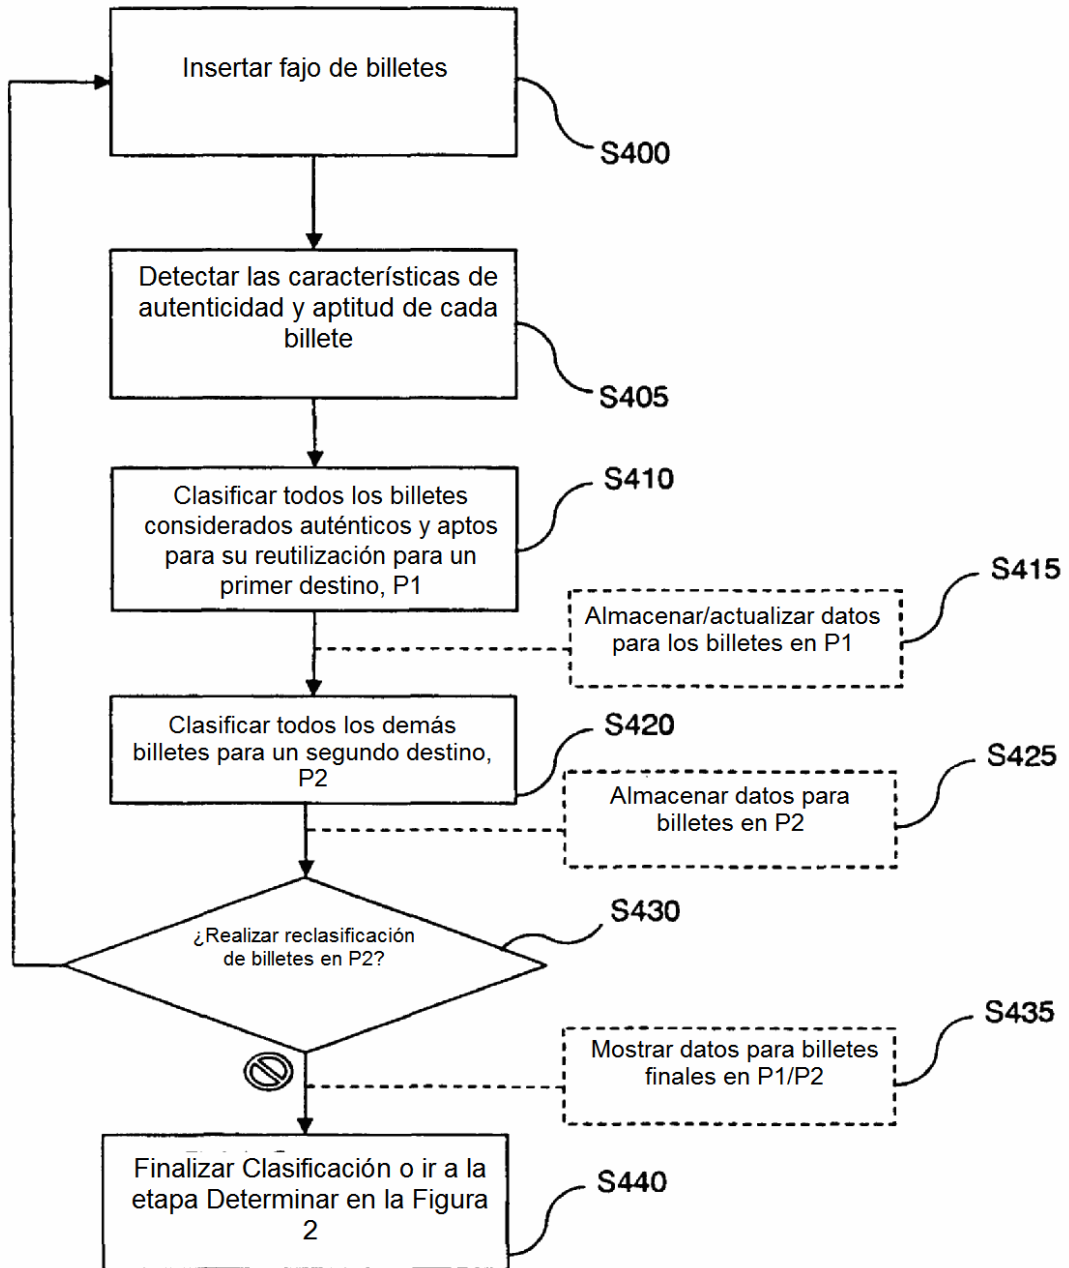 Insertar fajo de billetes
S400
Detectar las características de
autenticidad y aptitud de cada
billete
S405
S410
Clasificar todos los billetes
considerados auténticos y aptos
para su reutilización para un
primer destino, P1
S415
Almacenar/actualizar datos
para los billetes en P1
Clasificar todos los demás
billetes para un segundo destino,
P2
S420
S425
Almacenar datos para
billetes en P2
¿Realizar reclasificación
de billetes en P2?
S430
S435
Mostrar datos para billetes
finales en P1/P2
Finalizar Clasificación o ir a la
etapa Determinar en la Figura
2
S440